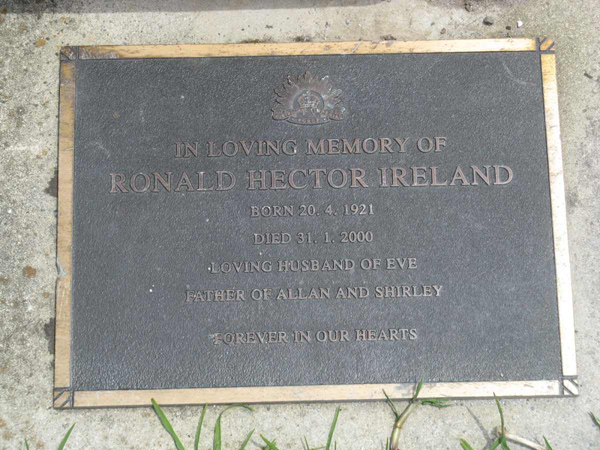 IN LOVING MEMORY OF
RONALD HECTOR IRELAND
BORN 20. 4. 1921
DIED 31. 1. 2000
LOVING HUSBAND OF EVE
FATHER OF ALLAN AND SHIRLEY
FOREVER IN OUR HEARTS